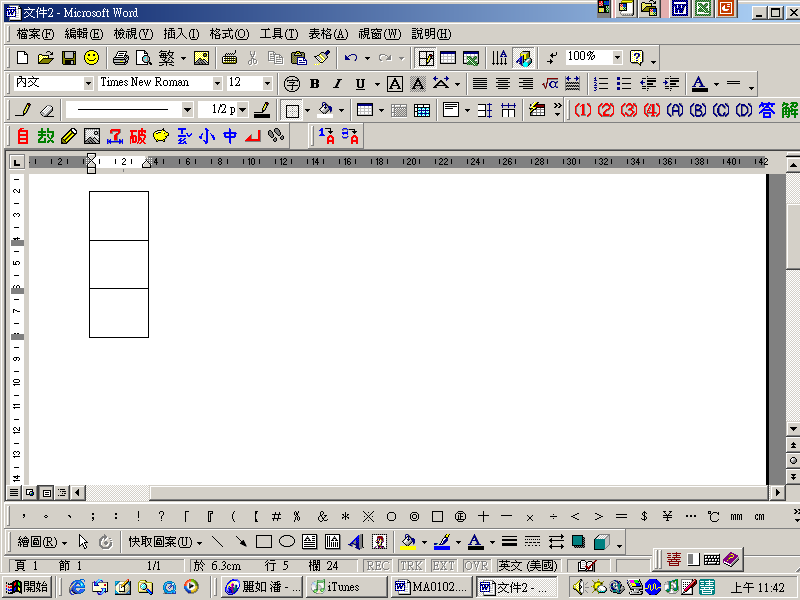 文件2 - Microsoft Word
檔案(F) 編輯(E) 檢視(V) 插入(I) 格式(O) 工具(T) 表格(A) 視窗(W) 說明(H)
繁 100%
內文 Times New Roman 12 字 B I U A A A
1/2 p (1) (2) (3) (4) (A) (B) (C) (D) 答 解
自 破 小 中
2 2 4 6 8 10 12 14 16 18 20 22 24 26 28 30 32 34 36 38 40 42
2
3
4
5
6
7
8
9
10
11
12
13
14
， 。 、 ； ： ！ ？ 「 『 （ 【 ＃ ％ ＆ ＊ ※ ○ ◎ □ ㊣ ＋ － × ÷ ＜ ＞ ＝ ＄ ￥ … ℃ ㎜ ㎝
繪圖(R) 快取圖案(U)
頁 1 節 1 1/1 於 6.3cm 行 5 欄 24 REC TRK EXT OVR 英文 (美國)
開始 麗如 潘 - ... iTunes MA0102.... 文件2 - ... 上午 11:42